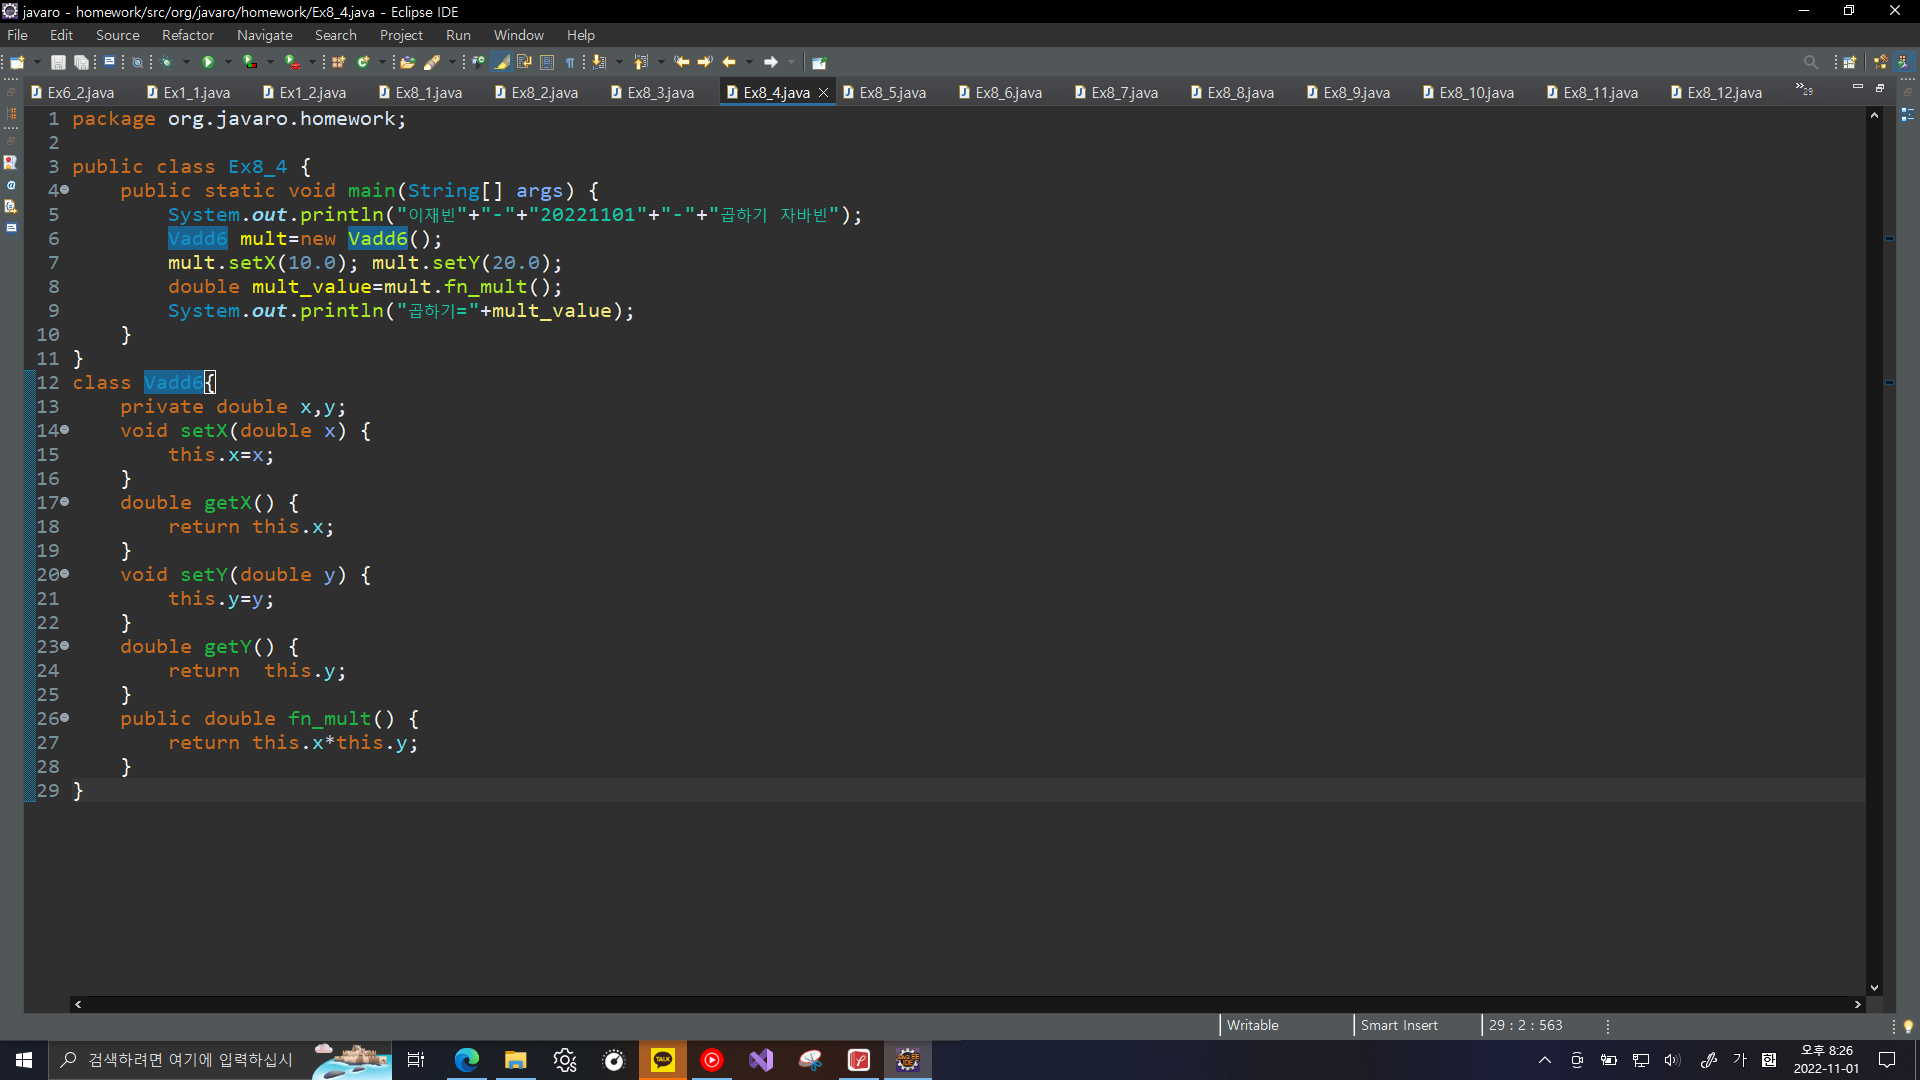 javaro - homework/src/org/javaro/homework/Ex8_4.java - Eclipse IDE
File Edit Source Refactor Navigate Search Project Run Window Help
Ex6_2.java Ex1_1.java Ex1_2.java Ex8_1.java Ex8_2.java Ex8_3.java Ex8_4.java Ex8_5.java Ex8_6.java Ex8_7.java Ex8_8.java Ex8_9.java Ex8_10.java Ex8_11.java Ex8_12.java »29
1 package org.javaro.homework;
2
3 public class Ex8_4 {
4     public static void main(String[] args) {
5         System.out.println("이재빈"+"-"+"20221101"+"-"+"곱하기 자바빈");
6         Vadd6 mult=new Vadd6();
7         mult.setX(10.0); mult.setY(20.0);
8         double mult_value=mult.fn_mult();
9         System.out.println("곱하기="+mult_value);
10     }
11 }
12 class Vadd6{
13     private double x,y;
14     void setX(double x) {
15         this.x=x;
16     }
17     double getX() {
18         return this.x;
19     }
20     void setY(double y) {
21         this.y=y;
22     }
23     double getY() {
24         return  this.y;
25     }
26     public double fn_mult() {
27         return this.x*this.y;
28     }
29 }
Writable Smart Insert 29 : 2 : 563
검색하려면 여기에 입력하십시
TALK
가 한
오후 8:26
2022-11-01